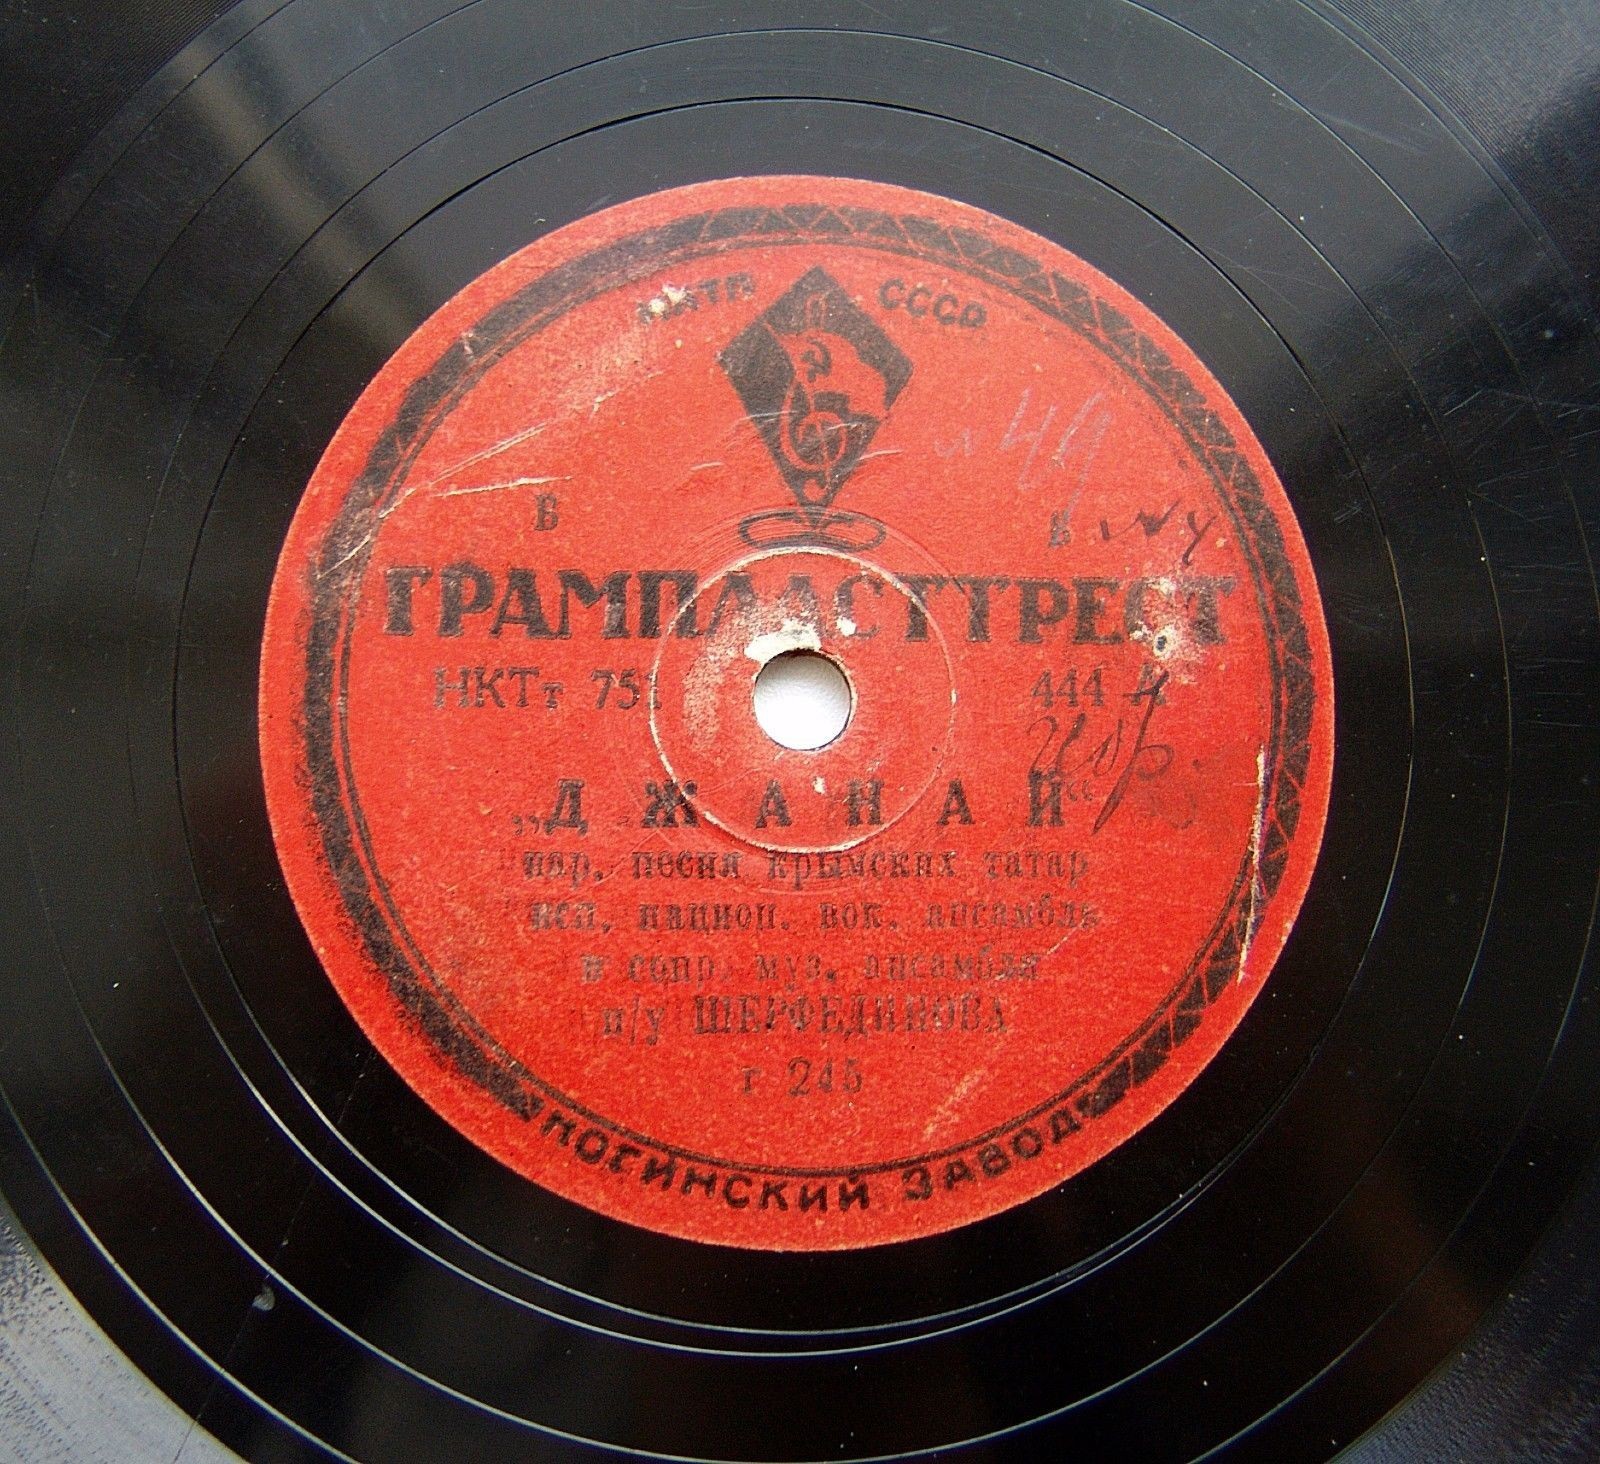 СССР
В В
ГРАМПЛАСТТРЕСТ
НКТт 751 444 А
„ДЖАНАЙ“
нар. песня крымских татар
исп. национ. вок. ансамбль
в сопр. муз. ансамбля
п/у ШЕРФЕДИНОВА
г 245
НОГИНСКИЙ ЗАВОД